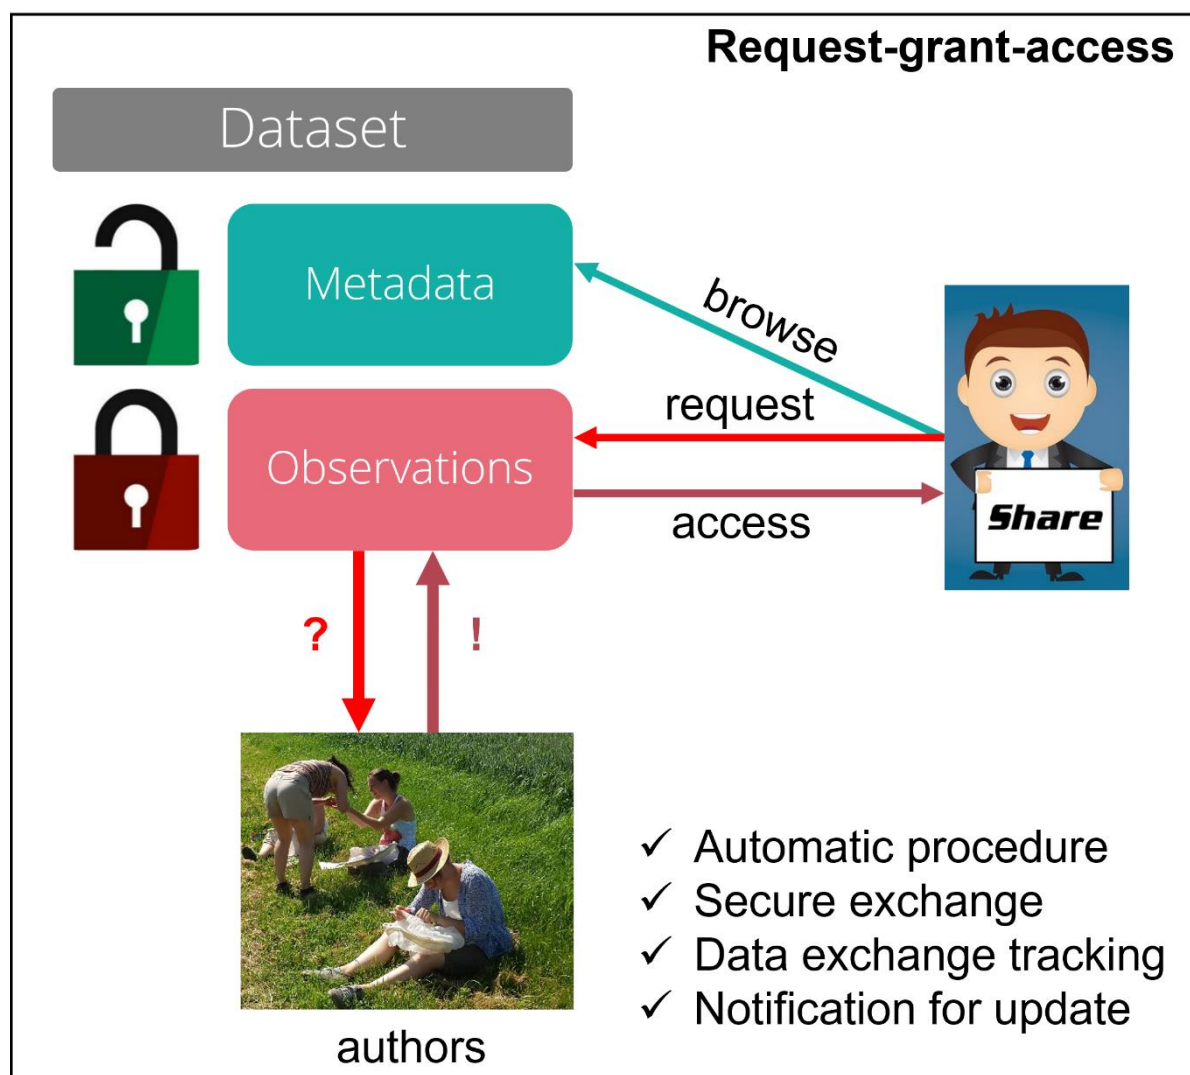 Request-grant-access
Dataset
Metadata
browse
request
Observations
access
Share
?
!
✓ Automatic procedure
✓ Secure exchange
✓ Data exchange tracking
✓ Notification for update
authors